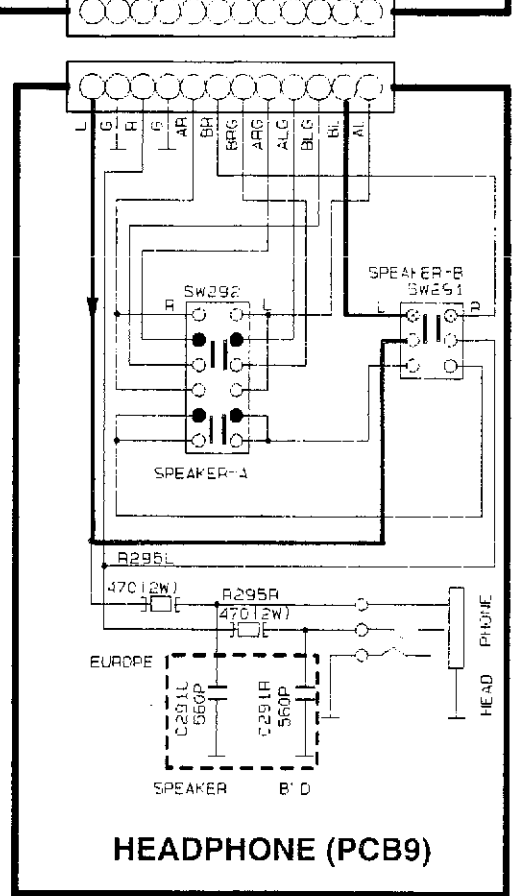 L G R G AR BR BRG ARG ALG BLG BL AL
SPEAKER-B
SW291
SW292
R L
L R
SPEAKER-A
R295L
470(2W)
R295R
470(2W)
EUROPE
C291L
560P
C291R
560P
HEAD PHONE
SPEAKER B'D
HEADPHONE (PCB9)